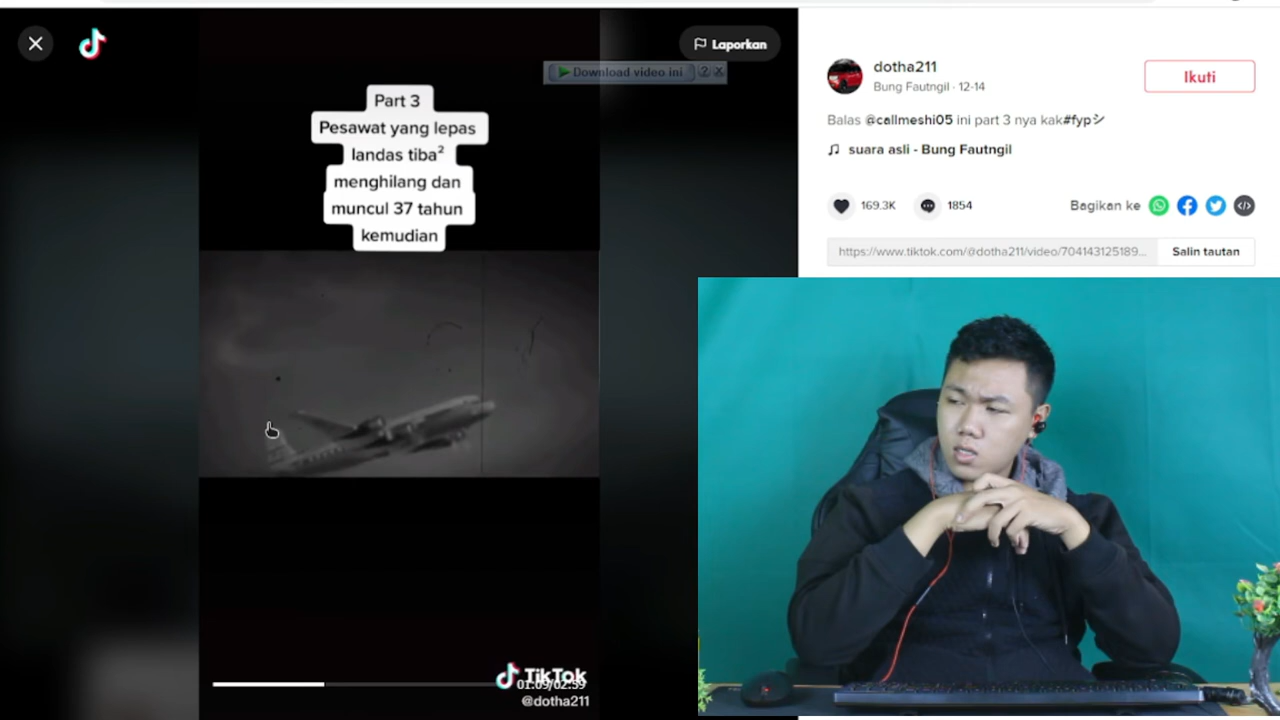 Laporkan
Download video ini
Part 3
Pesawat yang lepas
landas tiba²
menghilang dan
muncul 37 tahun
kemudian
TikTok
01:09/02:59
@dotha211
dotha211
Bung Fautngil · 12-14
Ikuti
Balas @callmeshi05 ini part 3 nya kak#fypシ
suara asli - Bung Fautngil
169.3K
1854
Bagikan ke
https://www.tiktok.com/@dotha211/video/704143125189...
Salin tautan